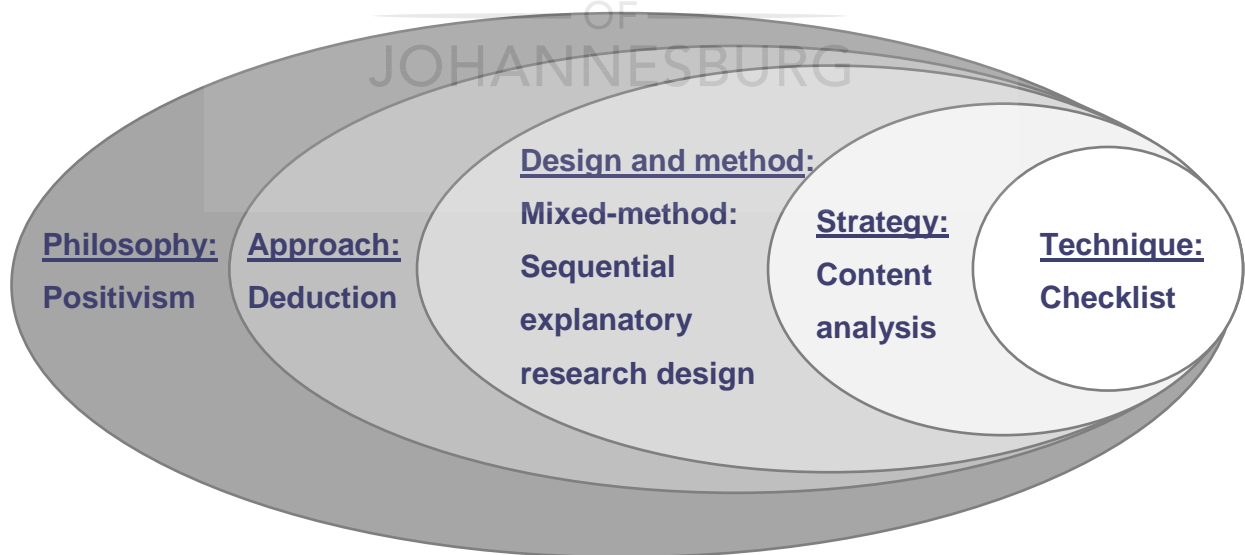 OF
JOHANNESBURG
Philosophy:
Positivism
Approach:
Deduction
Design and method:
Mixed-method:
Sequential
explanatory
research design
Strategy:
Content
analysis
Technique:
Checklist